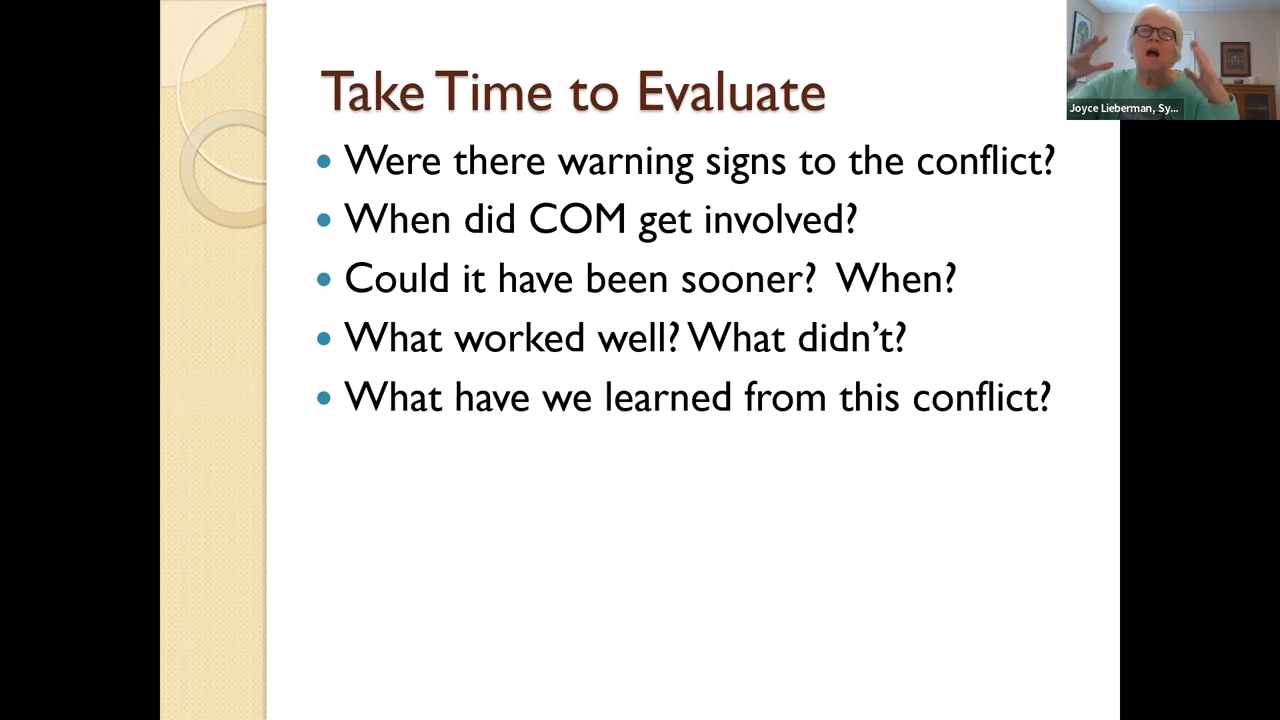 Take Time to Evaluate
Were there warning signs to the conflict?
When did COM get involved?
Could it have been sooner? When?
What worked well? What didn't?
What have we learned from this conflict?
Joyce Lieberman, Sy...